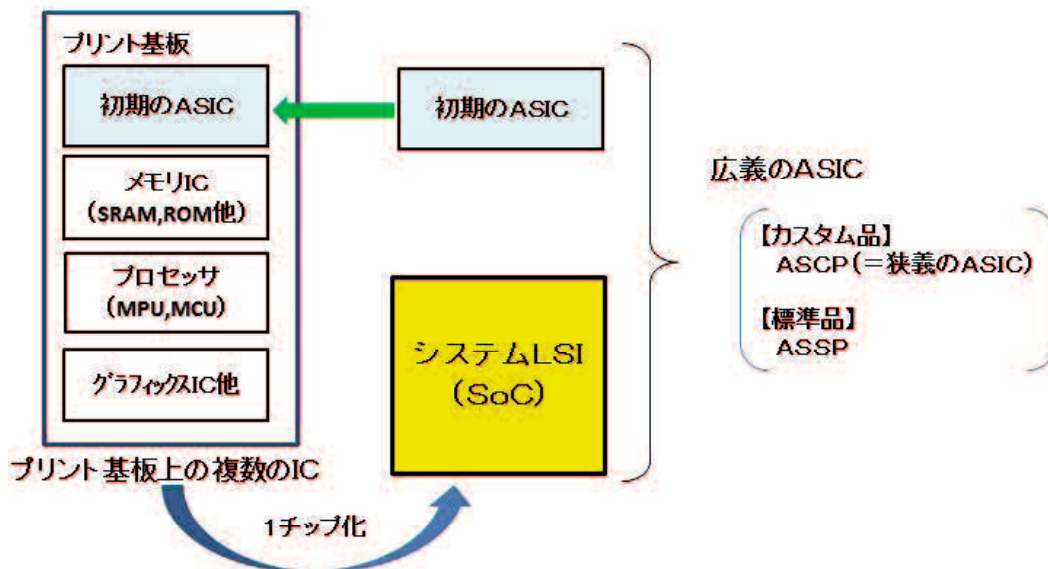 プリント基板
初期のASIC
メモリIC
(SRAM,ROM他)
プロセッサ
(MPU,MCU)
グラフィックスIC他
プリント基板上の複数のIC
1チップ化
初期のASIC
システムLSI
(SoC)
広義のASIC
【カスタム品】
ASCP(=狭義のASIC)
【標準品】
ASSP